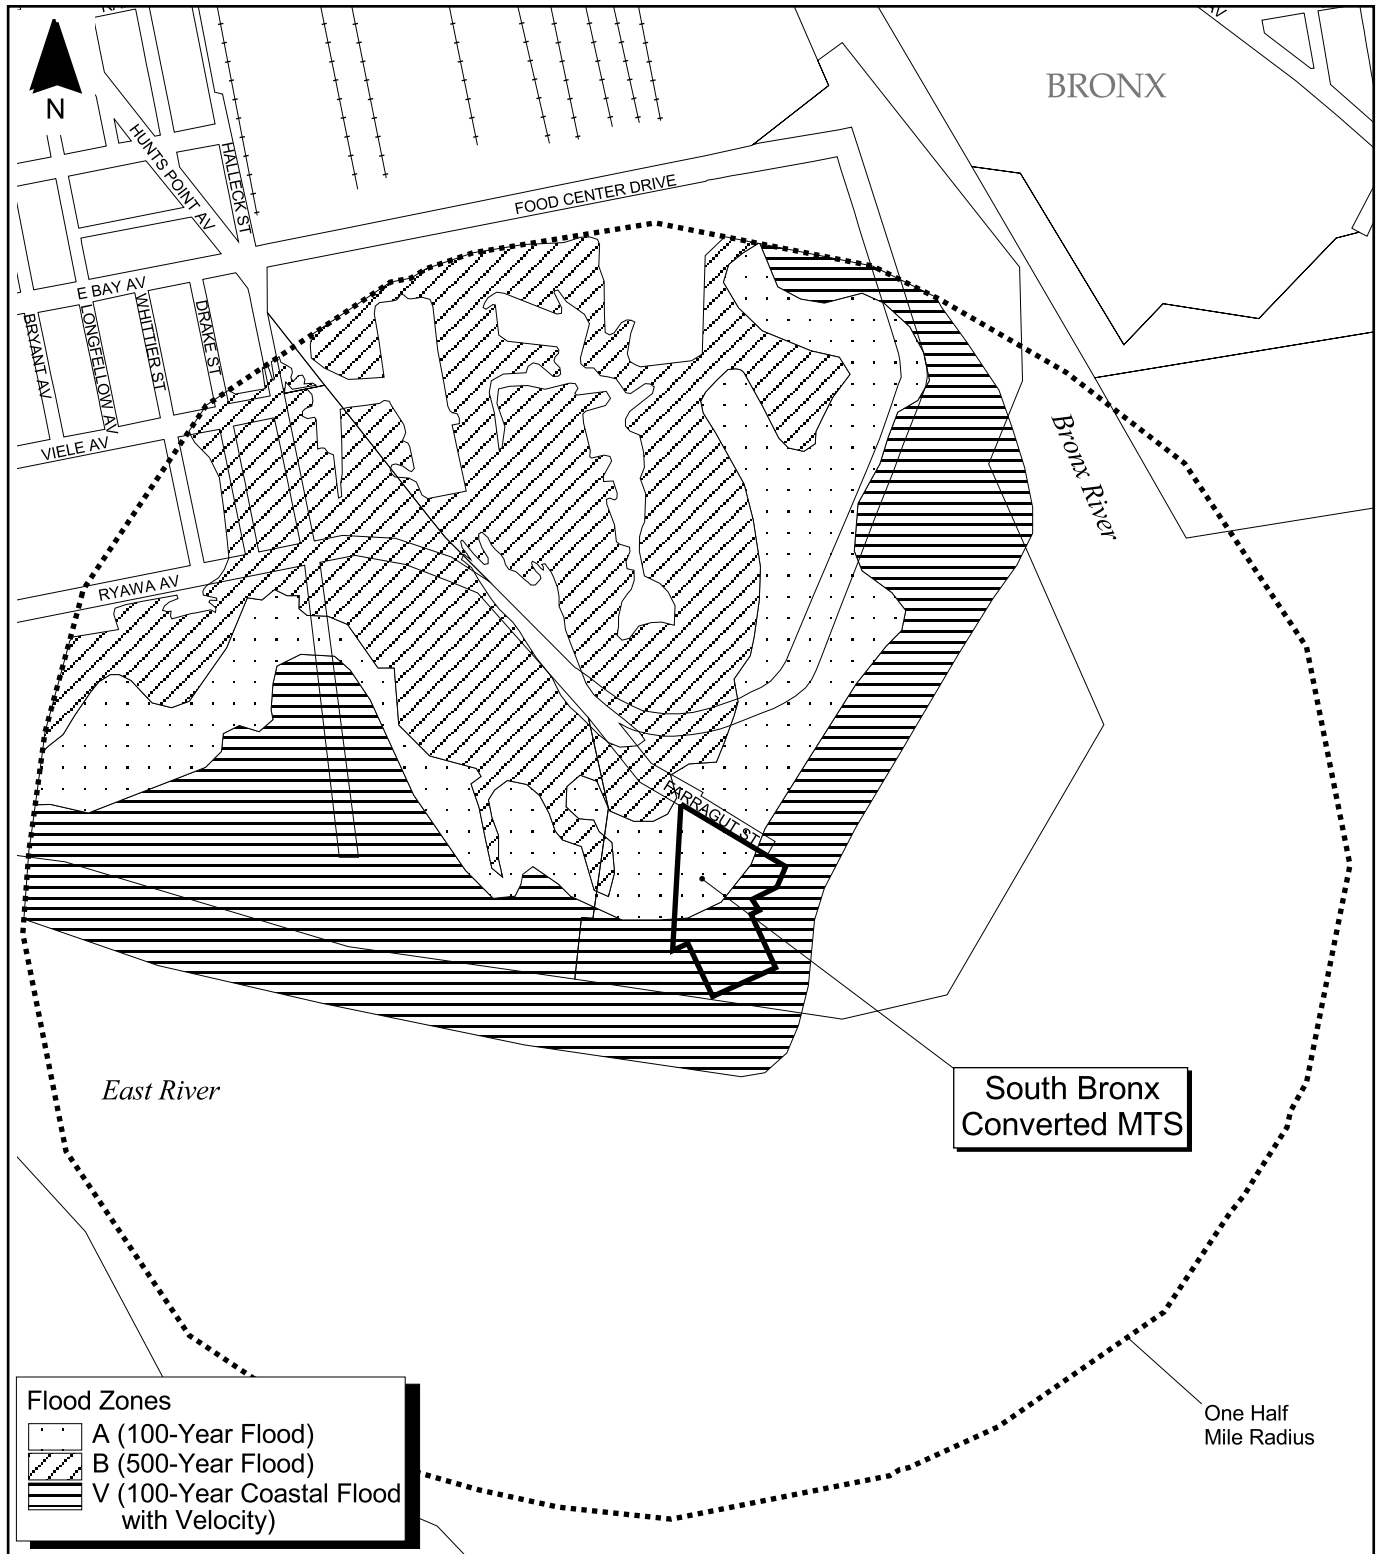 N
BRONX
HUNTS POINT AV
HALLECK ST
FOOD CENTER DRIVE
E BAY AV
BRYANT AV
LONGFELLOW AV
WHITTIER ST
DRAKE ST
VIELE AV
Bronx River
RYAWA AV
FARRAGUT ST
East River
South Bronx
Converted MTS
Flood Zones
A (100-Year Flood)
B (500-Year Flood)
V (100-Year Coastal Flood
with Velocity)
One Half
Mile Radius